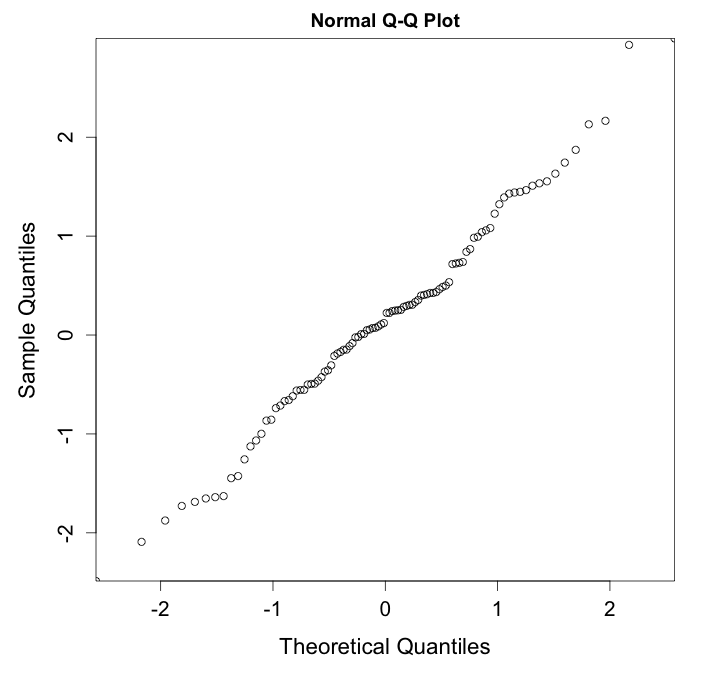 Normal Q-Q Plot
2
1
0
-1
-2
Sample Quantiles
-2 -1 0 1 2
Theoretical Quantiles